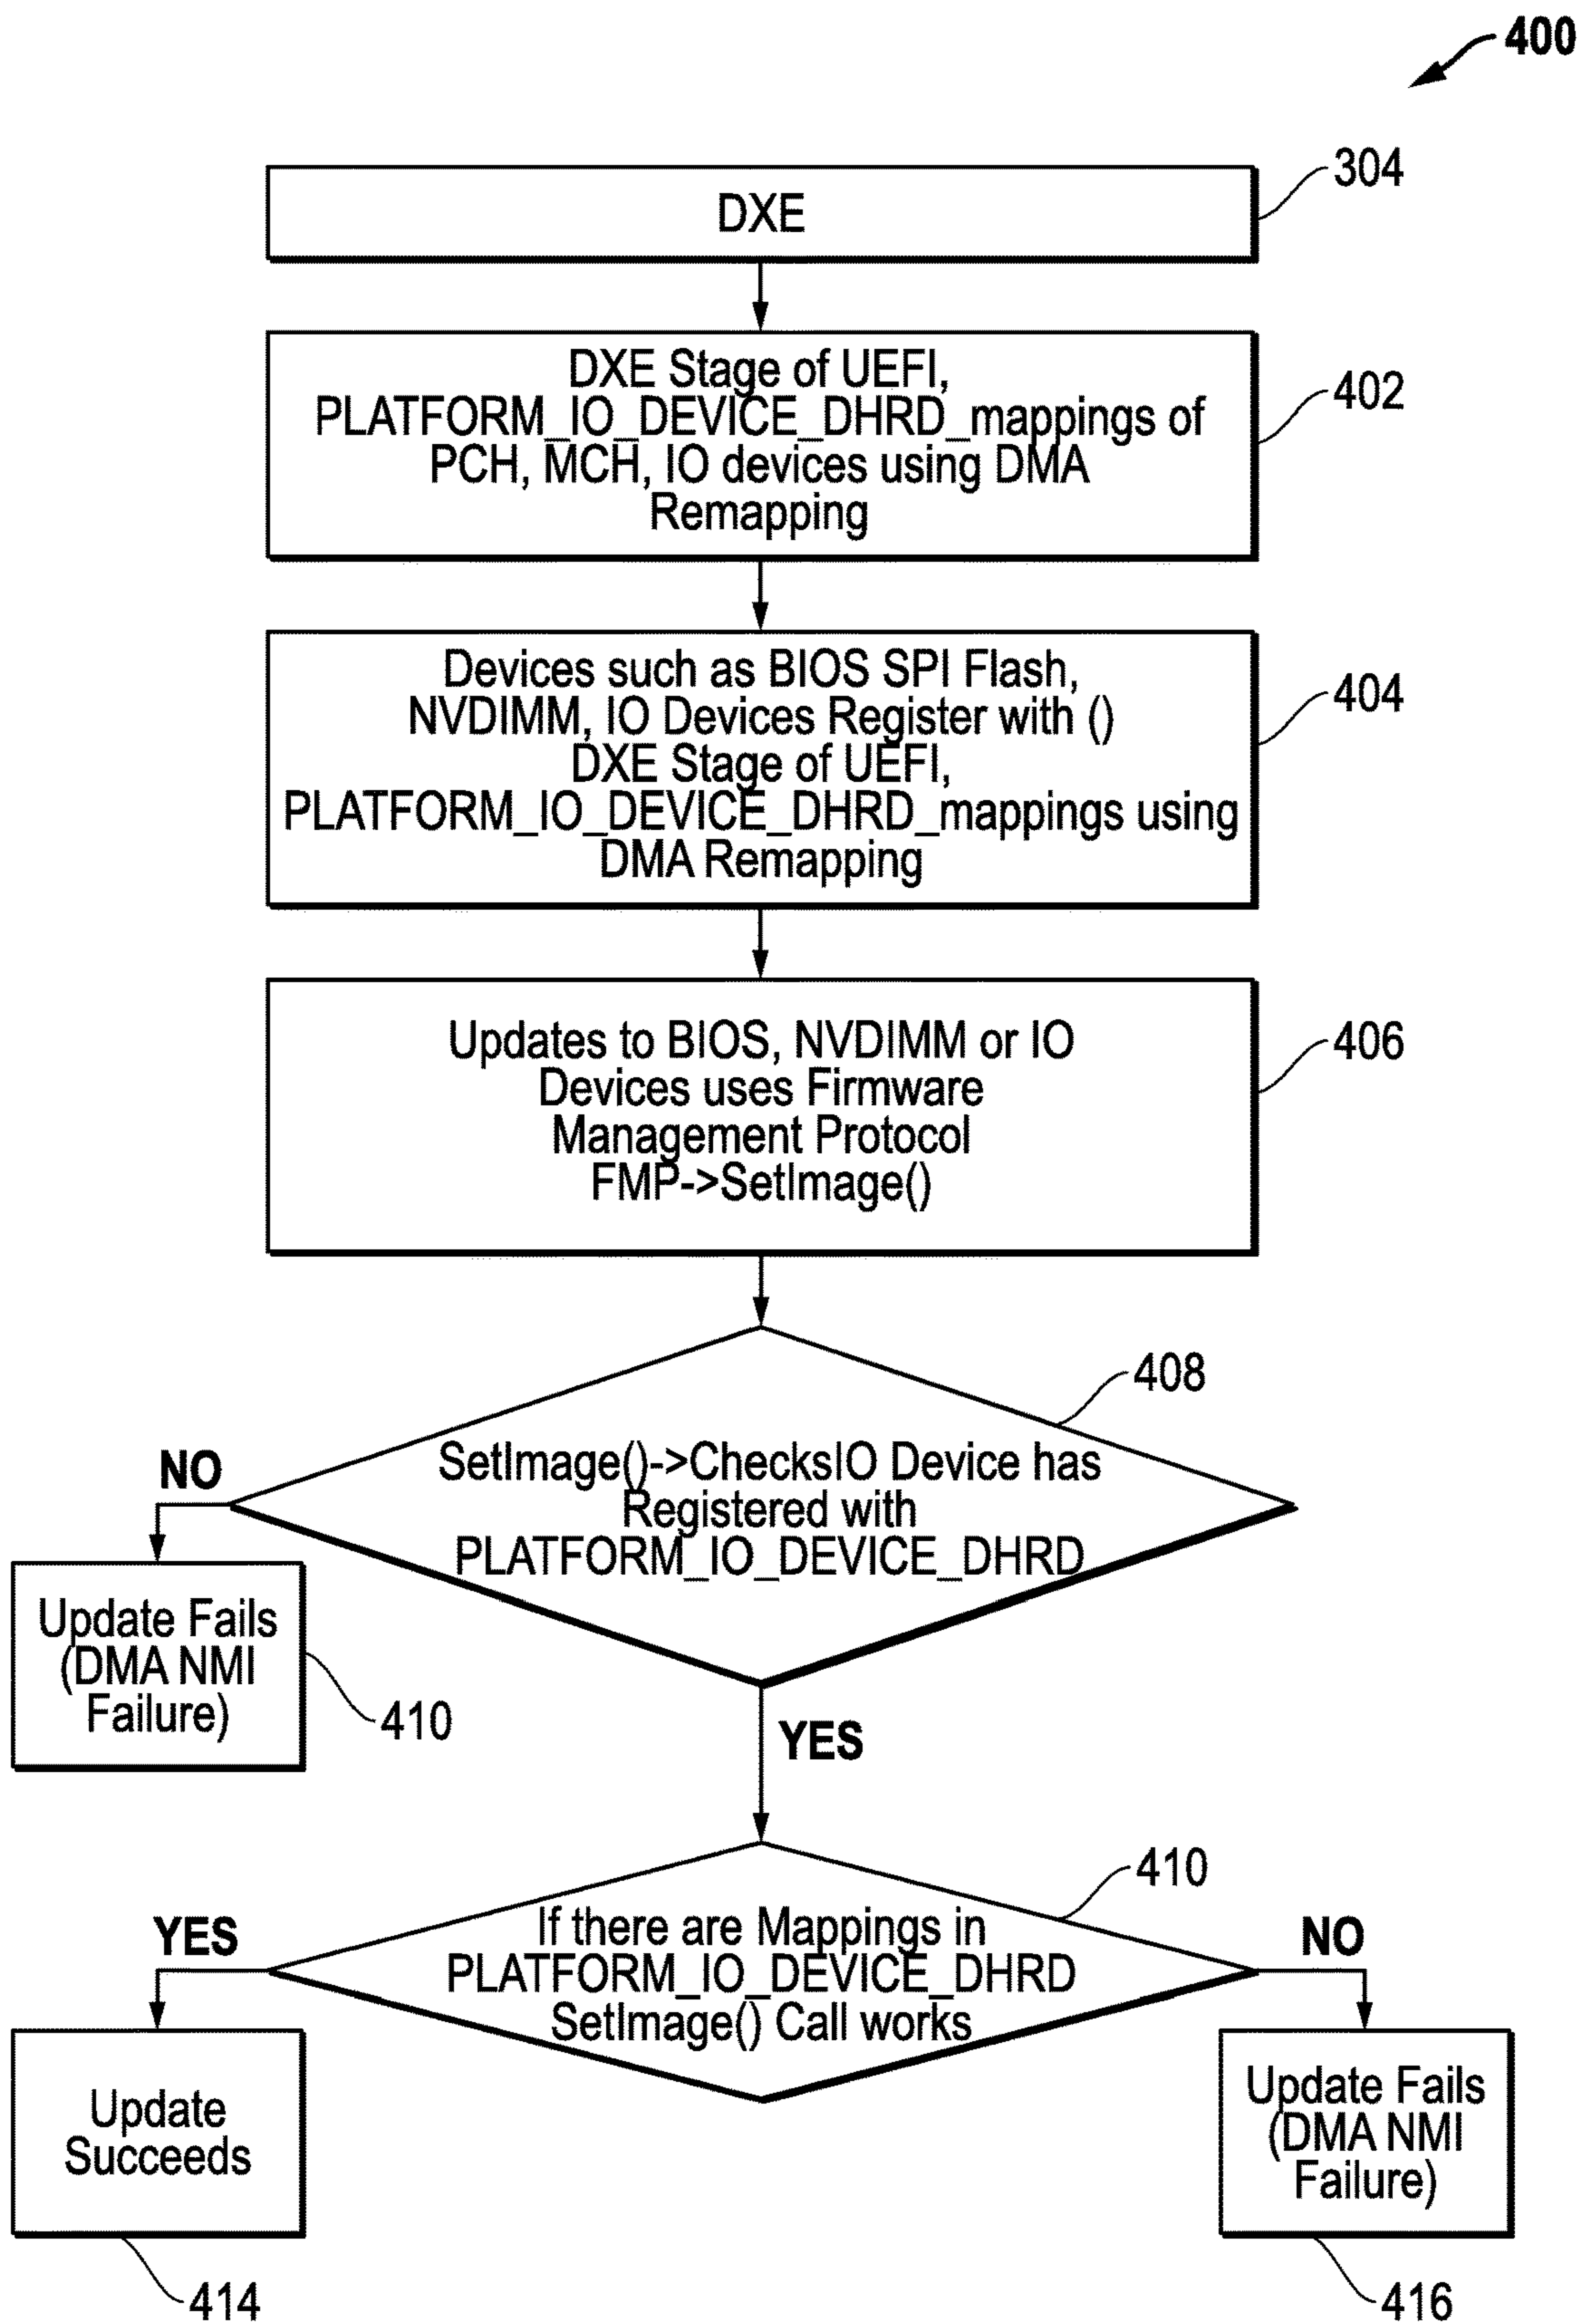 400
304
DXE
DXE Stage of UEFI,
PLATFORM_IO_DEVICE_DHRD_mappings of
PCH, MCH, IO devices using DMA
Remapping
402
Devices such as BIOS SPI Flash,
NVDIMM, IO Devices Register with ()
DXE Stage of UEFI,
PLATFORM_IO_DEVICE_DHRD_mappings using
DMA Remapping
404
Updates to BIOS, NVDIMM or IO
Devices uses Firmware
Management Protocol
FMP->SetImage()
406
408
SetImage()->ChecksIO Device has
Registered with
PLATFORM_IO_DEVICE_DHRD
NO
Update Fails
(DMA NMI
Failure)
410
YES
410
If there are Mappings in
PLATFORM_IO_DEVICE_DHRD
SetImage() Call works
YES
NO
Update
Succeeds
414
Update Fails
(DMA NMI
Failure)
416